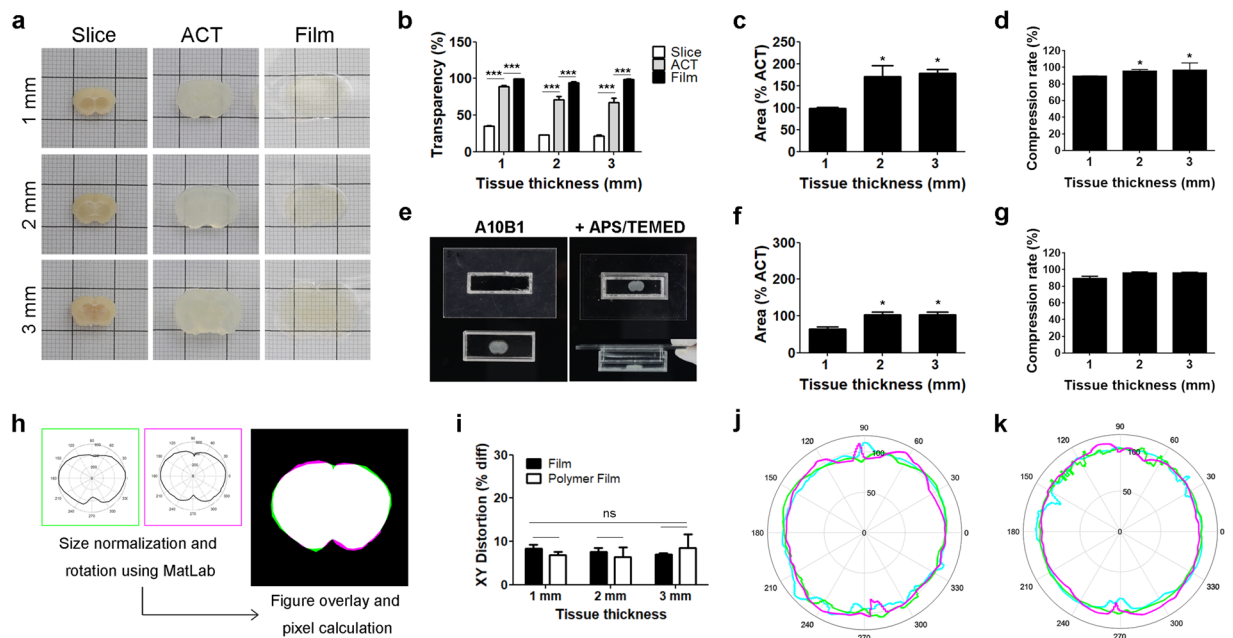 a
Slice
ACT
Film
1 mm
2 mm
3 mm
b
Transparency (%)
150
100
50
0
***
***
***
***
***
***
Slice
ACT
Film
1
2
3
Tissue thickness (mm)
c
Area (% ACT)
250
200
150
100
50
0
*
*
1
2
3
Tissue thickness (mm)
d
Compression rate (%)
120
100
80
60
40
20
0
*
*
1
2
3
Tissue thickness (mm)
e
A10B1
+ APS/TEMED
f
Area (% ACT)
300
200
100
0
*
*
1
2
3
Tissue thickness (mm)
g
Compression rate (%)
120
100
80
60
40
20
0
1
2
3
Tissue thickness (mm)
h
Size normalization and
rotation using MatLab
Figure overlay and
pixel calculation
i
XY Distortion (% diff)
30
20
10
0
Film
Polymer Film
ns
1 mm
2 mm
3 mm
Tissue thickness
j
90
120
60
100
30
50
180
0
0
210
330
240
300
270
k
90
120
60
100
30
150
50
180
0
0
210
330
240
300
270